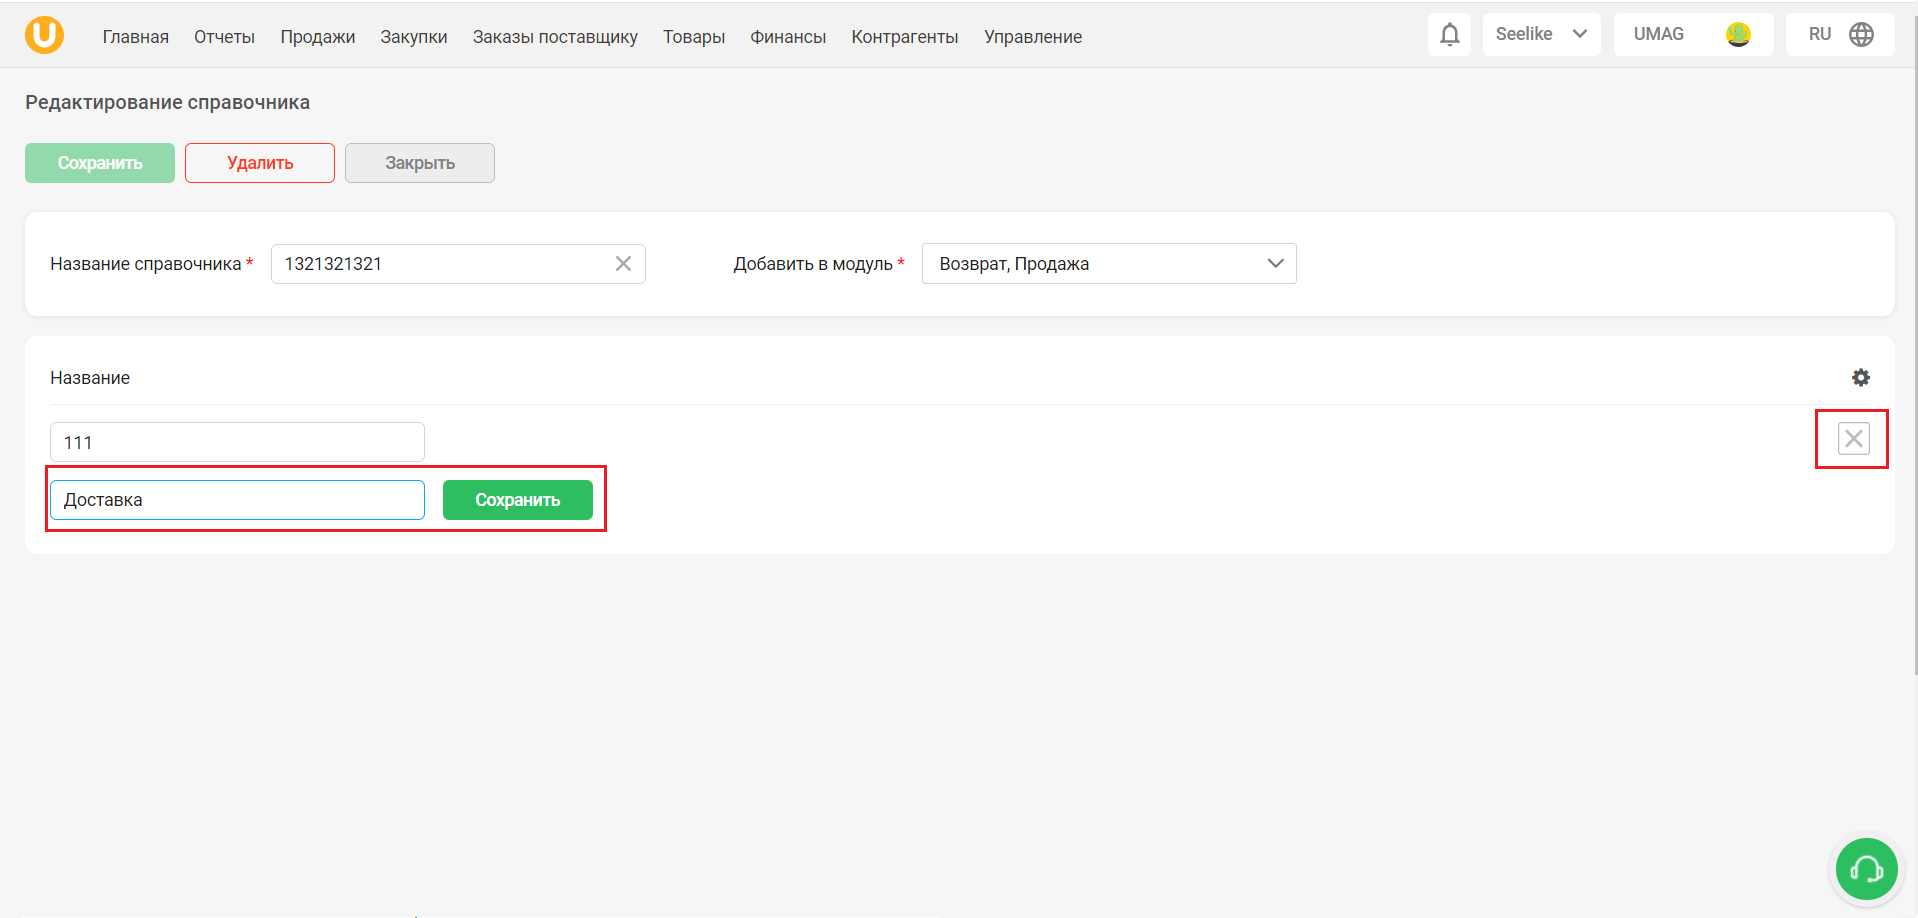 Главная Отчеты Продажи Закупки Заказы поставщику Товары Финансы Контрагенты Управление Seelike UMAG RU
Редактирование справочника
Сохранить Удалить Закрыть
Название справочника * 1321321321 Добавить в модуль * Возврат, Продажа
Название
111
Доставка Сохранить